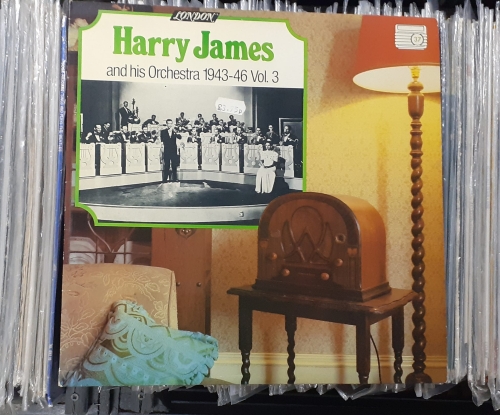 LONDON
Harry James
and his Orchestra 1943-46 Vol. 3